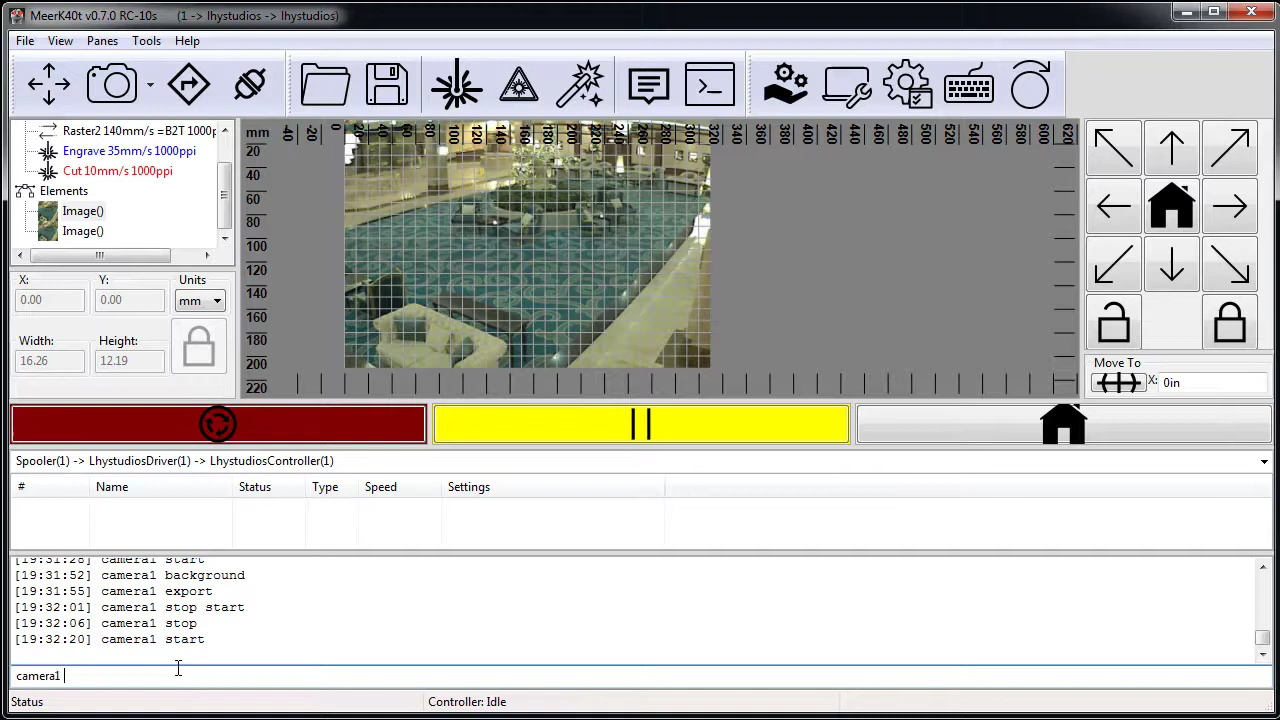 MeerK40t v0.7.0 RC-10s (1 -> lhystudios -> lhystudios)
File View Panes Tools Help
Raster2 140mm/s =B2T 1000p
Engrave 35mm/s 1000ppi
Cut 10mm/s 1000ppi
Elements
Image()
Image()
X: Y: Units
0.00 0.00 mm
Width: Height:
16.26 12.19
mm 40 20 0 20 40 60 80 100 120 140 160 180 200 220 240 260 280 300 320 340 360 380 400 420 440 460 480 500 520 540 560 580 600 620
20
40
60
80
100
120
140
160
180
200
220
Move To
X: 0in
Spooler(1) -> LhystudiosDriver(1) -> LhystudiosController(1)
# Name Status Type Speed Settings
[19:31:28] camera1 start
[19:31:52] camera1 background
[19:31:55] camera1 export
[19:32:01] camera1 stop start
[19:32:06] camera1 stop
[19:32:20] camera1 start
camera1
Status Controller: Idle